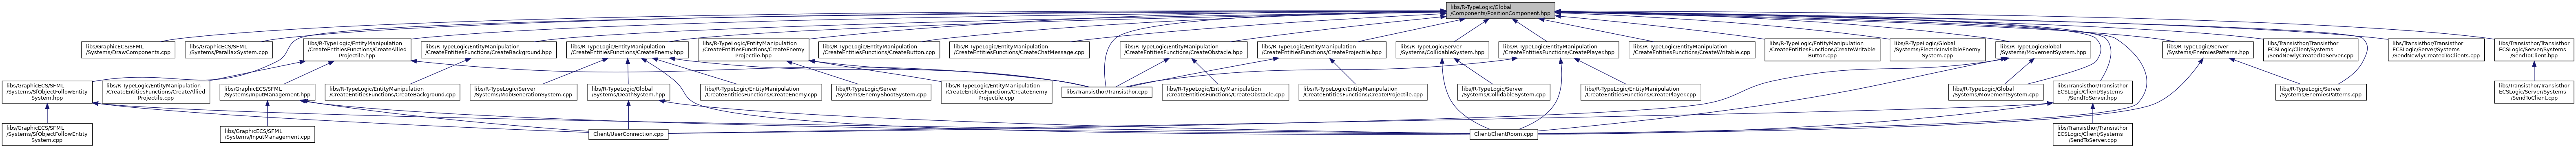 libs/R-TypeLogic/Global
/Components/PositionComponent.hpp
libs/GraphicECS/SFML
/Systems/DrawComponents.cpp
libs/GraphicECS/SFML
/Systems/ParallaxSystem.cpp
libs/R-TypeLogic/EntityManipulation
/CreateEntitiesFunctions/CreateAllied
Projectile.hpp
libs/R-TypeLogic/EntityManipulation
/CreateEntitiesFunctions/CreateBackground.hpp
libs/R-TypeLogic/EntityManipulation
/CreateEntitiesFunctions/CreateEnemy.hpp
libs/R-TypeLogic/EntityManipulation
/CreateEntitiesFunctions/CreateEnemy
Projectile.hpp
libs/R-TypeLogic/EntityManipulation
/CreateEntitiesFunctions/CreateButton.cpp
libs/R-TypeLogic/EntityManipulation
/CreateEntitiesFunctions/CreateChatMessage.cpp
libs/R-TypeLogic/EntityManipulation
/CreateEntitiesFunctions/CreateObstacle.hpp
libs/R-TypeLogic/EntityManipulation
/CreateEntitiesFunctions/CreateProjectile.hpp
libs/R-TypeLogic/Server
/Systems/CollidableSystem.hpp
libs/R-TypeLogic/EntityManipulation
/CreateEntitiesFunctions/CreatePlayer.hpp
libs/R-TypeLogic/EntityManipulation
/CreateEntitiesFunctions/CreateWritable.cpp
libs/R-TypeLogic/EntityManipulation
/CreateEntitiesFunctions/CreateWritable
Button.cpp
libs/R-TypeLogic/Global
/Systems/ElectricInvisibleEnemy
System.cpp
libs/R-TypeLogic/Global
/Systems/MovementSystem.hpp
libs/R-TypeLogic/Server
/Systems/EnemiesPatterns.hpp
libs/Transisthor/Transisthor
ECSLogic/Client/Systems
/SendNewlyCreatedToServer.cpp
libs/Transisthor/Transisthor
ECSLogic/Server/Systems
/SendNewlyCreatedToClients.cpp
libs/Transisthor/Transisthor
ECSLogic/Server/Systems
/SendToClient.hpp
libs/GraphicECS/SFML
/Systems/SfObjectFollowEntity
System.hpp
libs/R-TypeLogic/EntityManipulation
/CreateEntitiesFunctions/CreateAllied
Projectile.cpp
libs/GraphicECS/SFML
/Systems/InputManagement.hpp
libs/R-TypeLogic/EntityManipulation
/CreateEntitiesFunctions/CreateBackground.cpp
libs/R-TypeLogic/Server
/Systems/MobGenerationSystem.cpp
libs/R-TypeLogic/Global
/Systems/DeathSystem.hpp
libs/R-TypeLogic/EntityManipulation
/CreateEntitiesFunctions/CreateEnemy.cpp
libs/R-TypeLogic/Server
/Systems/EnemyShootSystem.cpp
libs/R-TypeLogic/EntityManipulation
/CreateEntitiesFunctions/CreateEnemy
Projectile.cpp
libs/Transisthor/Transisthor.cpp
libs/R-TypeLogic/EntityManipulation
/CreateEntitiesFunctions/CreateObstacle.cpp
libs/R-TypeLogic/EntityManipulation
/CreateEntitiesFunctions/CreateProjectile.cpp
libs/R-TypeLogic/Server
/Systems/CollidableSystem.cpp
libs/R-TypeLogic/EntityManipulation
/CreateEntitiesFunctions/CreatePlayer.cpp
libs/R-TypeLogic/Global
/Systems/MovementSystem.cpp
libs/Transisthor/Transisthor
ECSLogic/Client/Systems
/SendToServer.hpp
libs/R-TypeLogic/Server
/Systems/EnemiesPatterns.cpp
libs/Transisthor/Transisthor
ECSLogic/Server/Systems
/SendToClient.cpp
libs/GraphicECS/SFML
/Systems/SfObjectFollowEntity
System.cpp
libs/GraphicECS/SFML
/Systems/InputManagement.cpp
Client/UserConnection.cpp
Client/ClientRoom.cpp
libs/Transisthor/Transisthor
ECSLogic/Client/Systems
/SendToServer.cpp